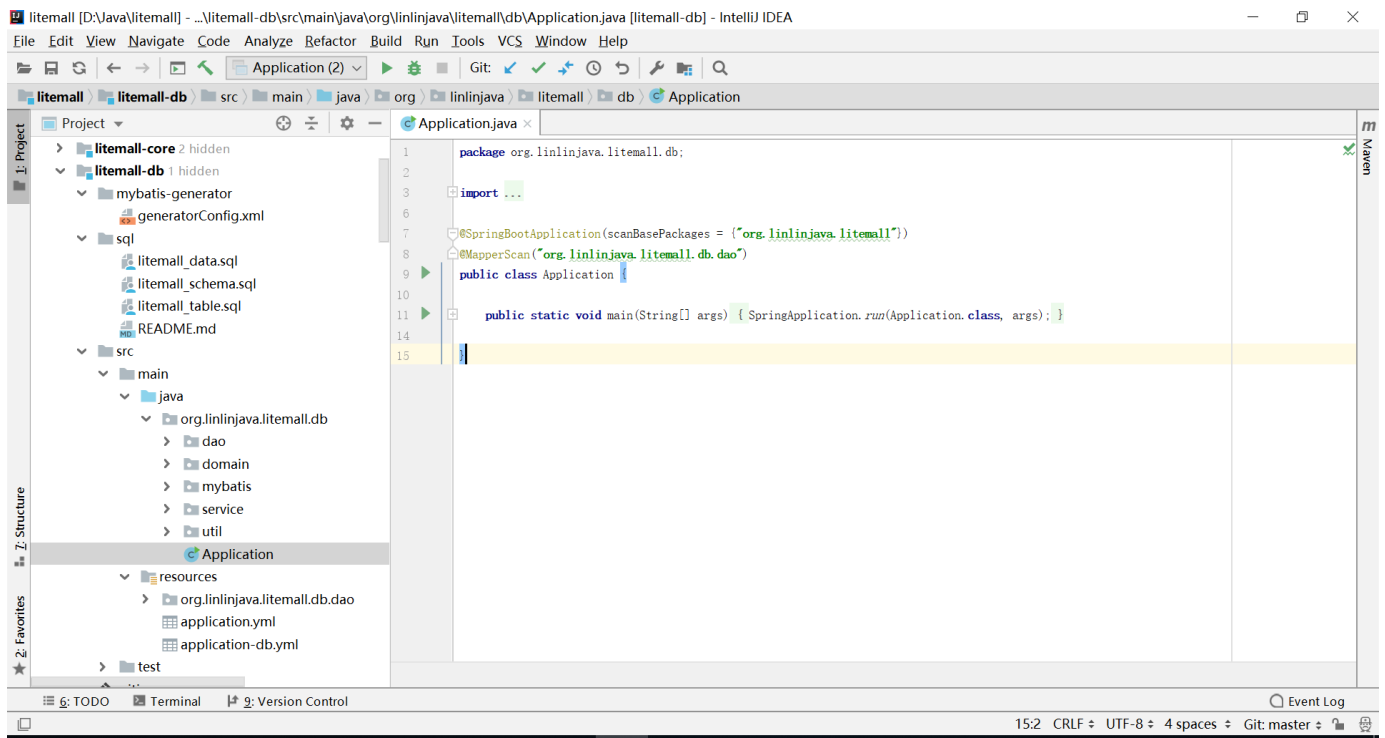 litemall [D:\Java\litemall] - ...\litemall-db\src\main\java\org\linlinjava\litemall\db\Application.java [litemall-db] - IntelliJ IDEA
File Edit View Navigate Code Analyze Refactor Build Run Tools VCS Window Help
Application (2) Git:
litemall litemall-db src main java org linlinjava litemall db Application
1: Project
7: Structure
2: Favorites
Project
litemall-core 2 hidden
litemall-db 1 hidden
mybatis-generator
generatorConfig.xml
sql
litemall_data.sql
litemall_schema.sql
litemall_table.sql
README.md
src
main
java
org.linlinjava.litemall.db
dao
domain
mybatis
service
util
Application
resources
org.linlinjava.litemall.db.dao
application.yml
application-db.yml
test
Application.java
1 package org.linlinjava.litemall.db;
2
3 import ...
6
7 @SpringBootApplication(scanBasePackages = {"org.linlinjava.litemall"})
8 @MapperScan("org.linlinjava.litemall.db.dao")
9 public class Application {
10
11 public static void main(String[] args) { SpringApplication.run(Application.class, args); }
14
15 }
m Maven
6: TODO Terminal 9: Version Control Event Log
15:2 CRLF UTF-8 4 spaces Git: master